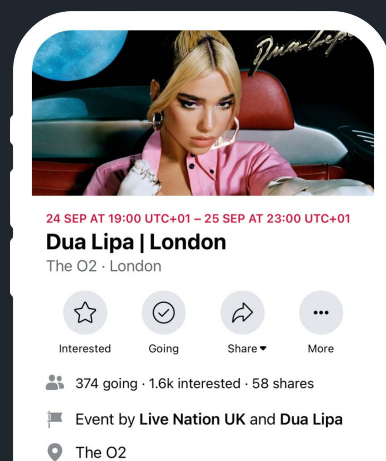 Dua Lipa
24 SEP AT 19:00 UTC+01 – 25 SEP AT 23:00 UTC+01
Dua Lipa | London
The O2 · London
Interested
Going
Share
More
374 going · 1.6k interested · 58 shares
Event by Live Nation UK and Dua Lipa
The O2